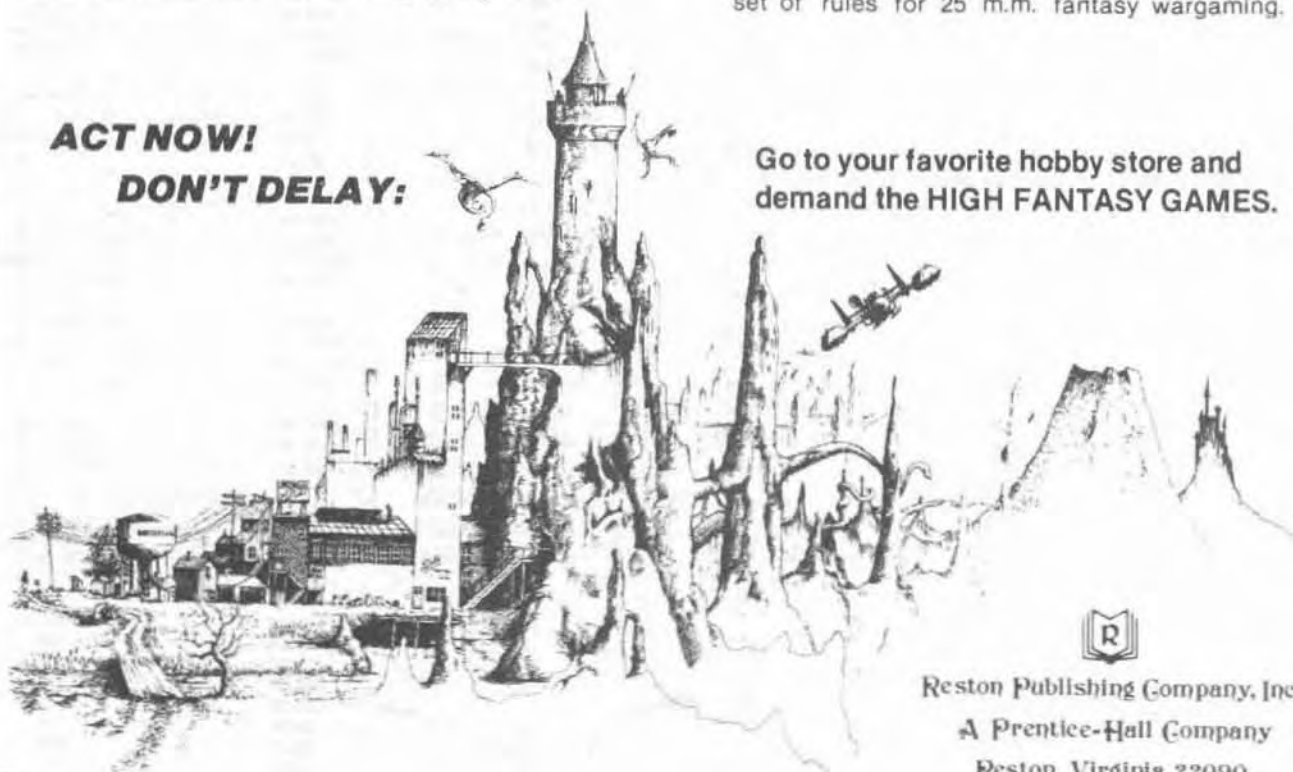 set of rules for 25 m.m. fantasy wargaming.
ACT NOW!
DON'T DELAY:
Go to your favorite hobby store and
demand the HIGH FANTASY GAMES.
R
Reston Publishing Company, Inc
A Prentice-Hall Company
Reston, Virginia 22090